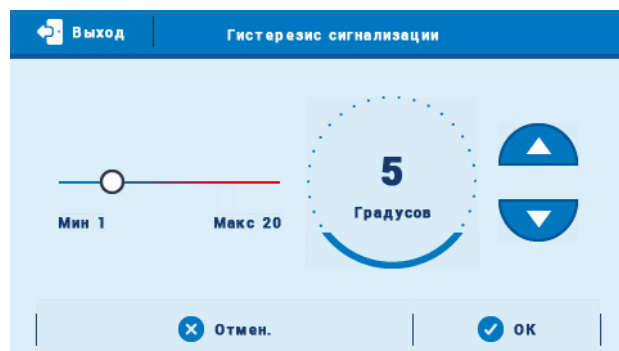 Выход
Гистерезис сигнализации
5
Градусов
Мин 1
Макс 20
Отмен.
OK